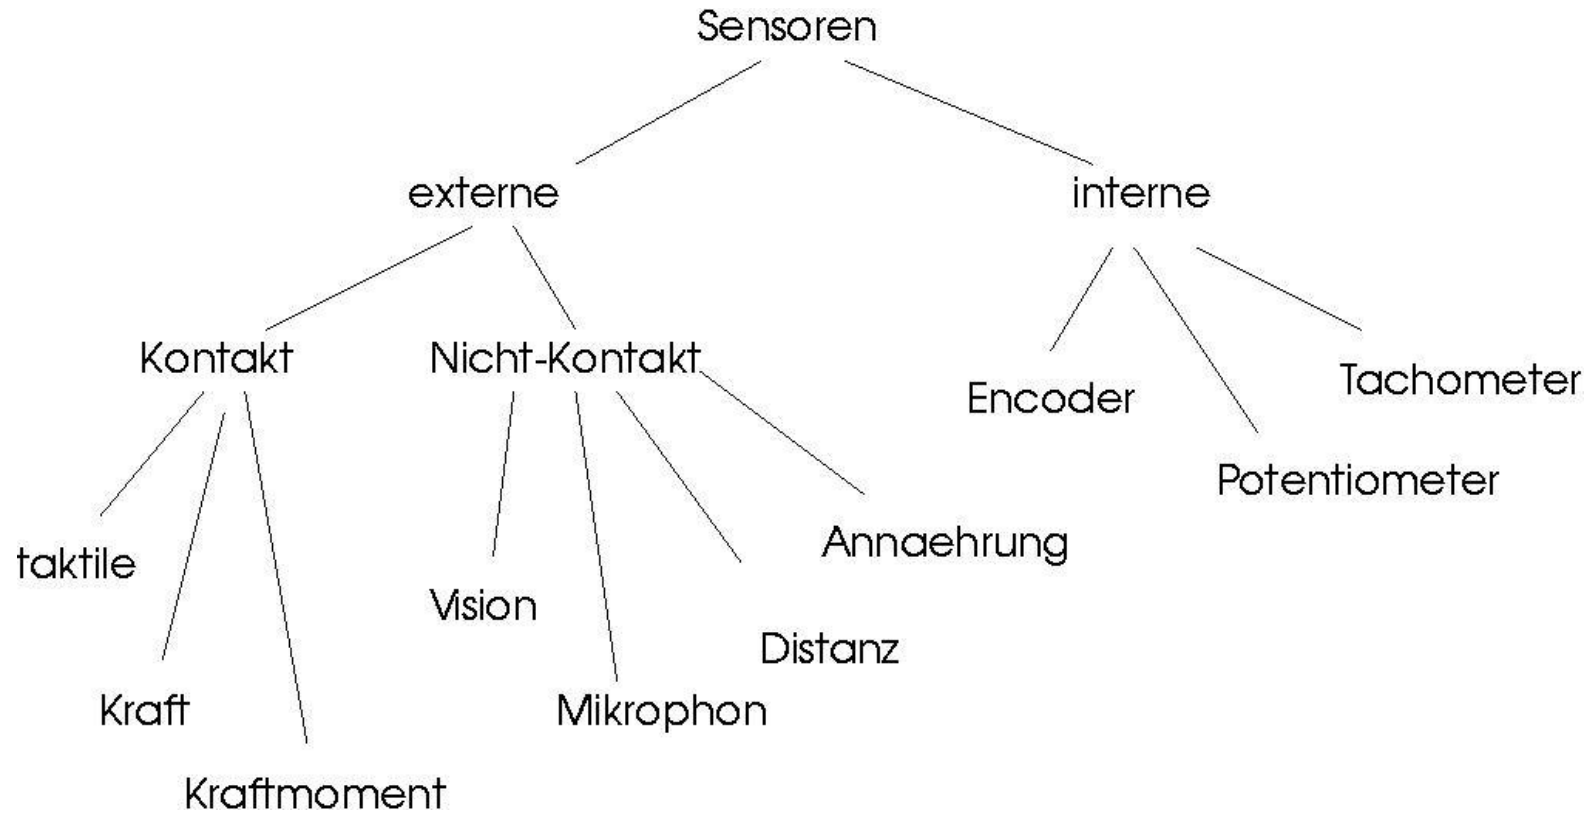 Sensoren
externe
interne
Kontakt
Nicht-Kontakt
Encoder
Tachometer
Potentiometer
taktile
Vision
Annaehrung
Distanz
Kraft
Mikrophon
Kraftmoment